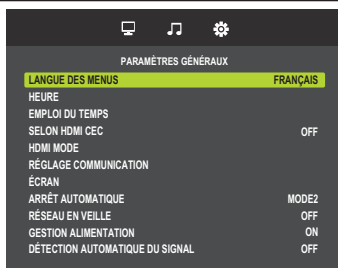 PARAMÈTRES GÉNÉRAUX
LANGUE DES MENUS FRANÇAIS
HEURE
EMPLOI DU TEMPS
SELON HDMI CEC OFF
HDMI MODE
RÉGLAGE COMMUNICATION
ÉCRAN
ARRÊT AUTOMATIQUE MODE2
RÉSEAU EN VEILLE OFF
GESTION ALIMENTATION ON
DÉTECTION AUTOMATIQUE DU SIGNAL OFF